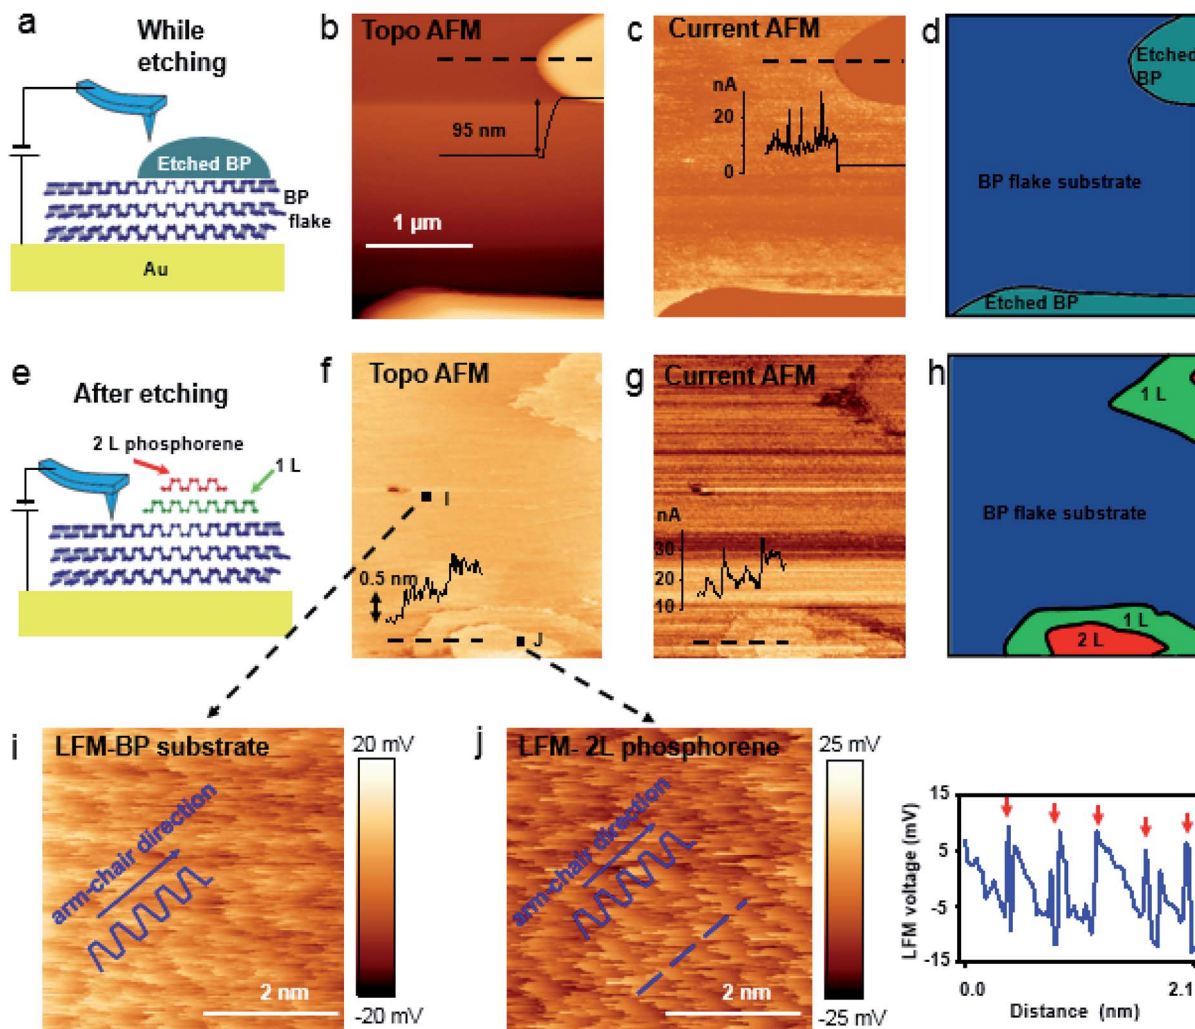 a
While
etching
Etched BP
BP
flake
Au
b
Topo AFM
95 nm
1 µm
c
Current AFM
nA
20
0
d
Etched
BP
BP flake substrate
Etched BP
e
After etching
2 L phosphorene
1 L
f
Topo AFM
I
0.5 nm
J
g
Current AFM
nA
30
20
10
h
1 L
BP flake substrate
1 L
2 L
i
LFM-BP substrate
arm-chair direction
2 nm
20 mV
-20 mV
j
LFM- 2L phosphorene
arm-chair direction
2 nm
25 mV
-25 mV
LFM voltage (mV)
15
5
-5
-15
0.0
2.1
Distance (nm)